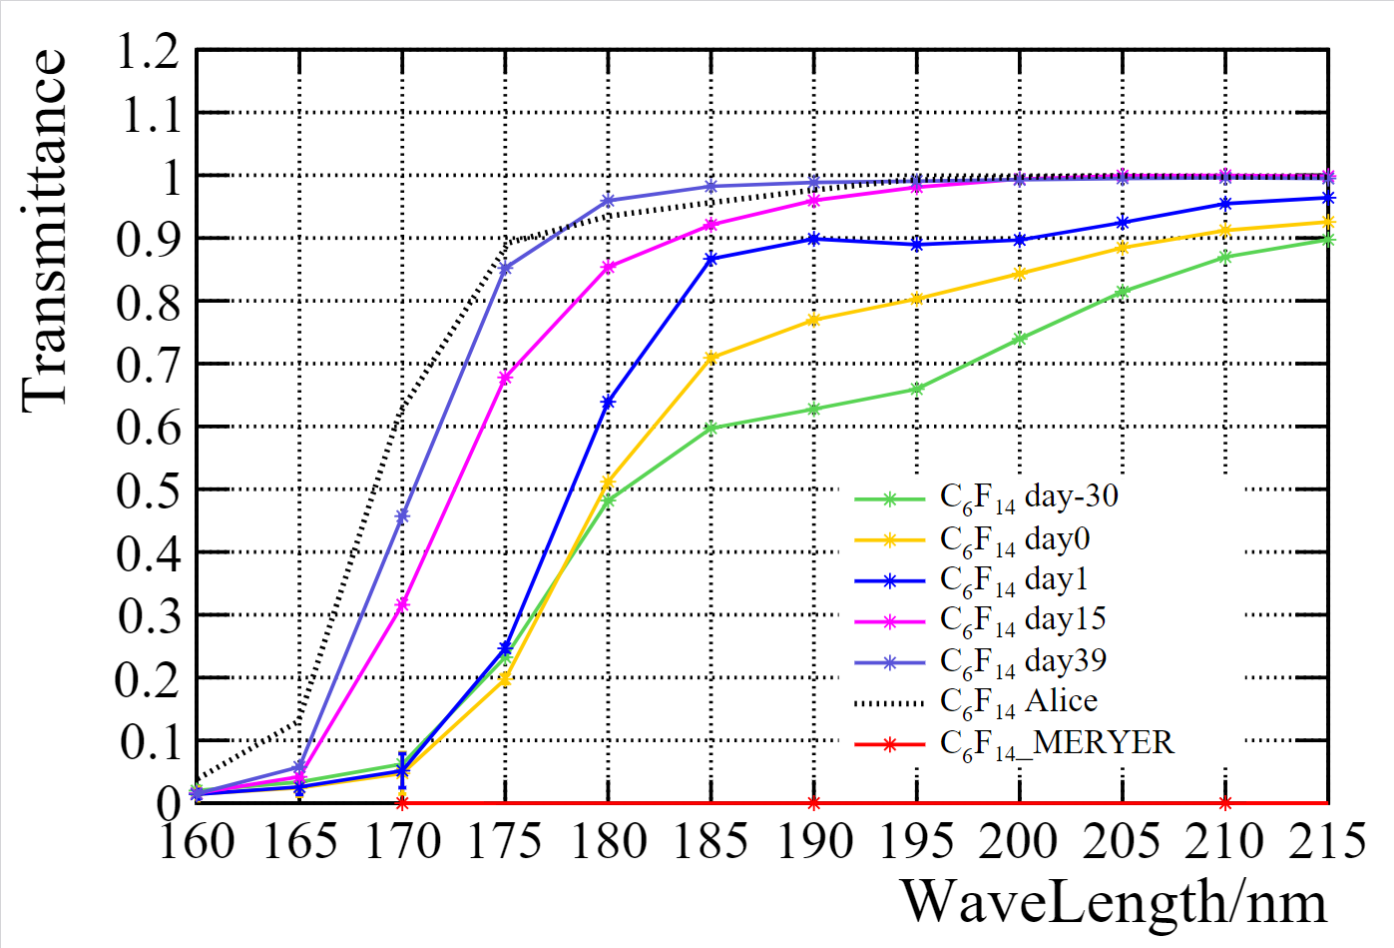 Transmittance
1.2
1.1
1
0.9
0.8
0.7
0.6
0.5
0.4
0.3
0.2
0.1
0
C6F14 day-30
C6F14 day0
C6F14 day1
C6F14 day15
C6F14 day39
C6F14 Alice
C6F14_MERYER
160 165 170 175 180 185 190 195 200 205 210 215
WaveLength/nm